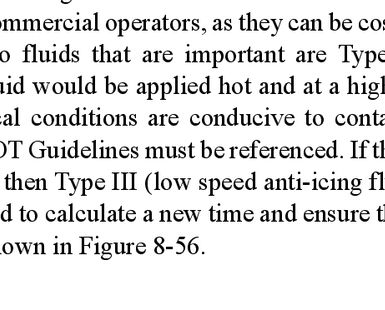 ommercial operators, as they can be cos
o fluids that are important are Type
uid would be applied hot and at a high
cal conditions are conducive to conta
OT Guidelines must be referenced. If th
then Type III (low speed anti-icing fl
d to calculate a new time and ensure th
own in Figure 8-56.